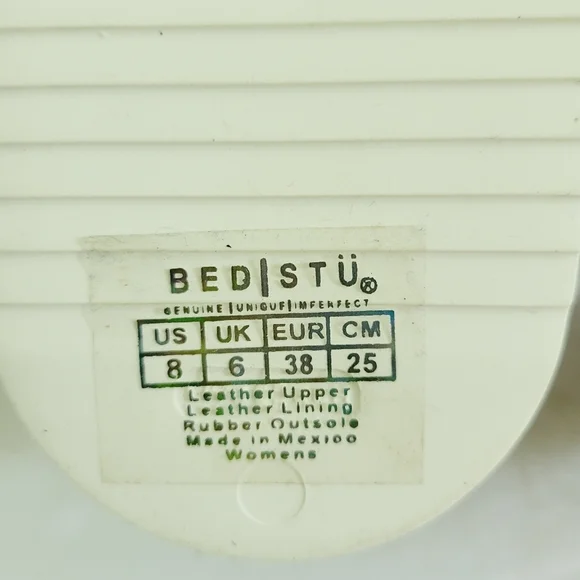 BED|STÜ®
GENUINE|UNIQUE|IMPERFECT
US UK EUR CM
8 6 38 25
Leather Upper
Leather Lining
Rubber Outsole
Made in Mexico
Womens